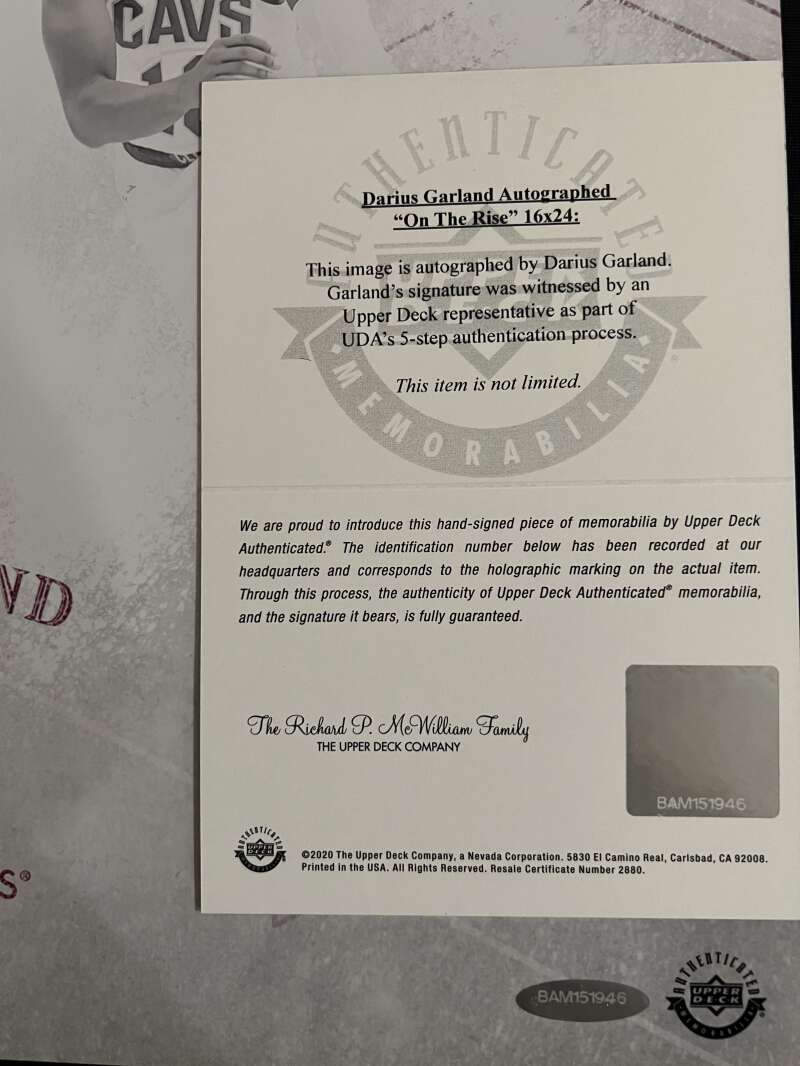 CAVS
AUTHENTICATED
UPPER DECK
Darius Garland Autographed
“On The Rise” 16x24:
This image is autographed by Darius Garland.
Garland’s signature was witnessed by an
Upper Deck representative as part of
UDA’s 5-step authentication process.
This item is not limited.
·MEMORABILIA·
®
We are proud to introduce this hand-signed piece of memorabilia by Upper Deck
Authenticated.® The identification number below has been recorded at our
headquarters and corresponds to the holographic marking on the actual item.
Through this process, the authenticity of Upper Deck Authenticated® memorabilia,
and the signature it bears, is fully guaranteed.
ND
The Richard P. McWilliam Family
THE UPPER DECK COMPANY
BAM151946
AUTHENTICATED
UPPER
DECK
©2020 The Upper Deck Company, a Nevada Corporation. 5830 El Camino Real, Carlsbad, CA 92008.
Printed in the USA. All Rights Reserved. Resale Certificate Number 2880.
S®
BAM151946
AUTHENTICATED
UPPER
DECK
MEMORABILIA